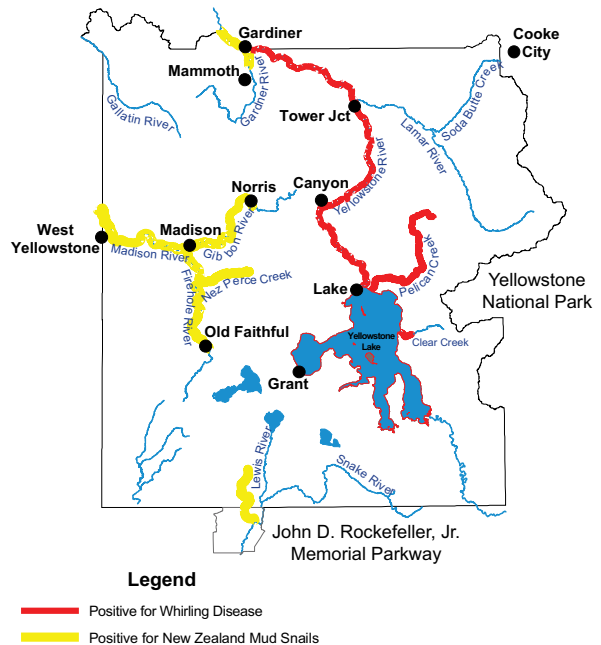 Gardiner
Cooke
City
Mammoth
Gallatin River
Gardner River
Tower Jct
Soda Butte Creek
Lamar River
Norris
Canyon
Yellowstone River
West
Yellowstone
Madison
Gibbon River
Madison River
Pelican Creek
Nez Perce Creek
Firehole River
Lake
Yellowstone
National Park
Old Faithful
Yellowstone
Lake
Clear Creek
Grant
Lewis River
Snake River
John D. Rockefeller, Jr.
Memorial Parkway
Legend
Positive for Whirling Disease
Positive for New Zealand Mud Snails